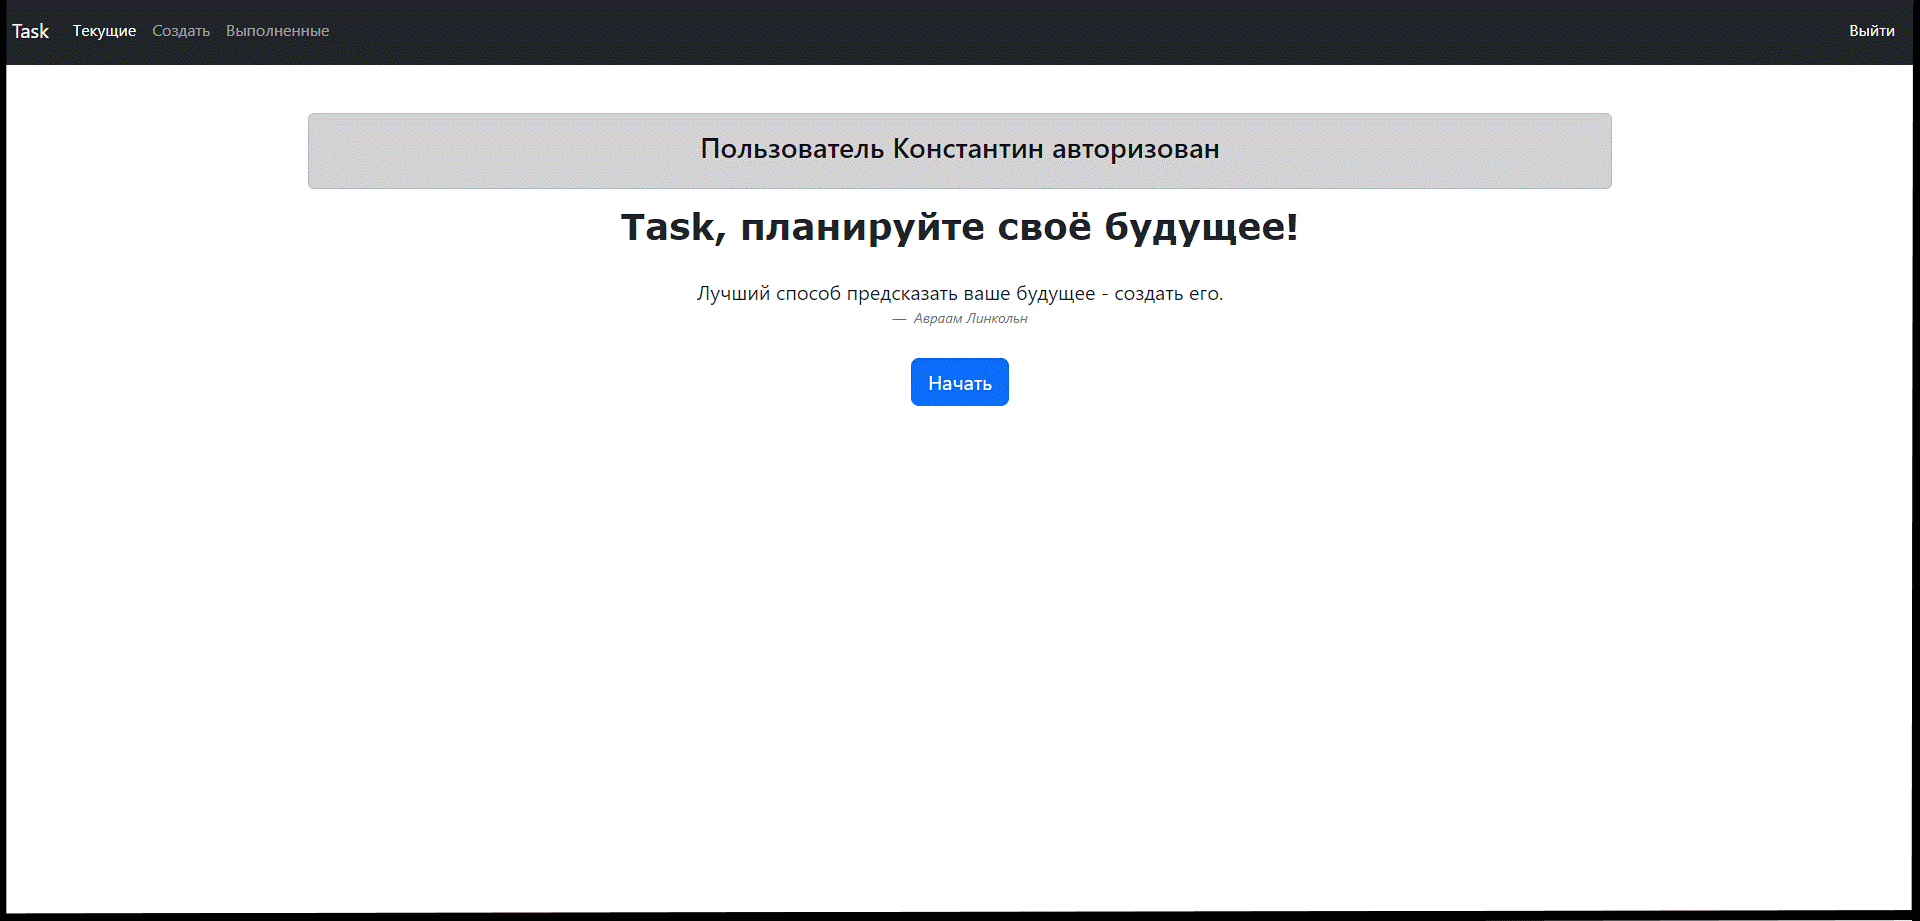 Task Текущие Создать Выполненные Выйти
Пользователь Константин авторизован
Task, планируйте своё будущее!
Лучший способ предсказать ваше будущее - создать его.
— Авраам Линкольн
Начать